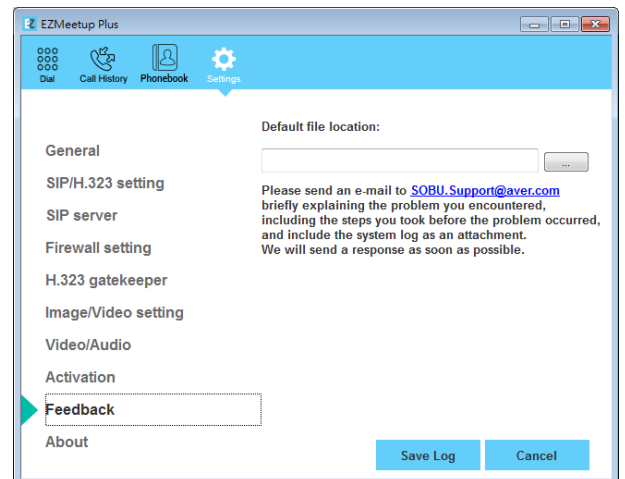 EZ EZMeetup Plus
Dial Call History Phonebook Settings
Default file location:
...
General
SIP/H.323 setting
SIP server
Firewall setting
H.323 gatekeeper
Image/Video setting
Video/Audio
Activation
Feedback
About
Please send an e-mail to SOBU.Support@aver.com
briefly explaining the problem you encountered,
including the steps you took before the problem occurred,
and include the system log as an attachment.
We will send a response as soon as possible.
Save Log Cancel